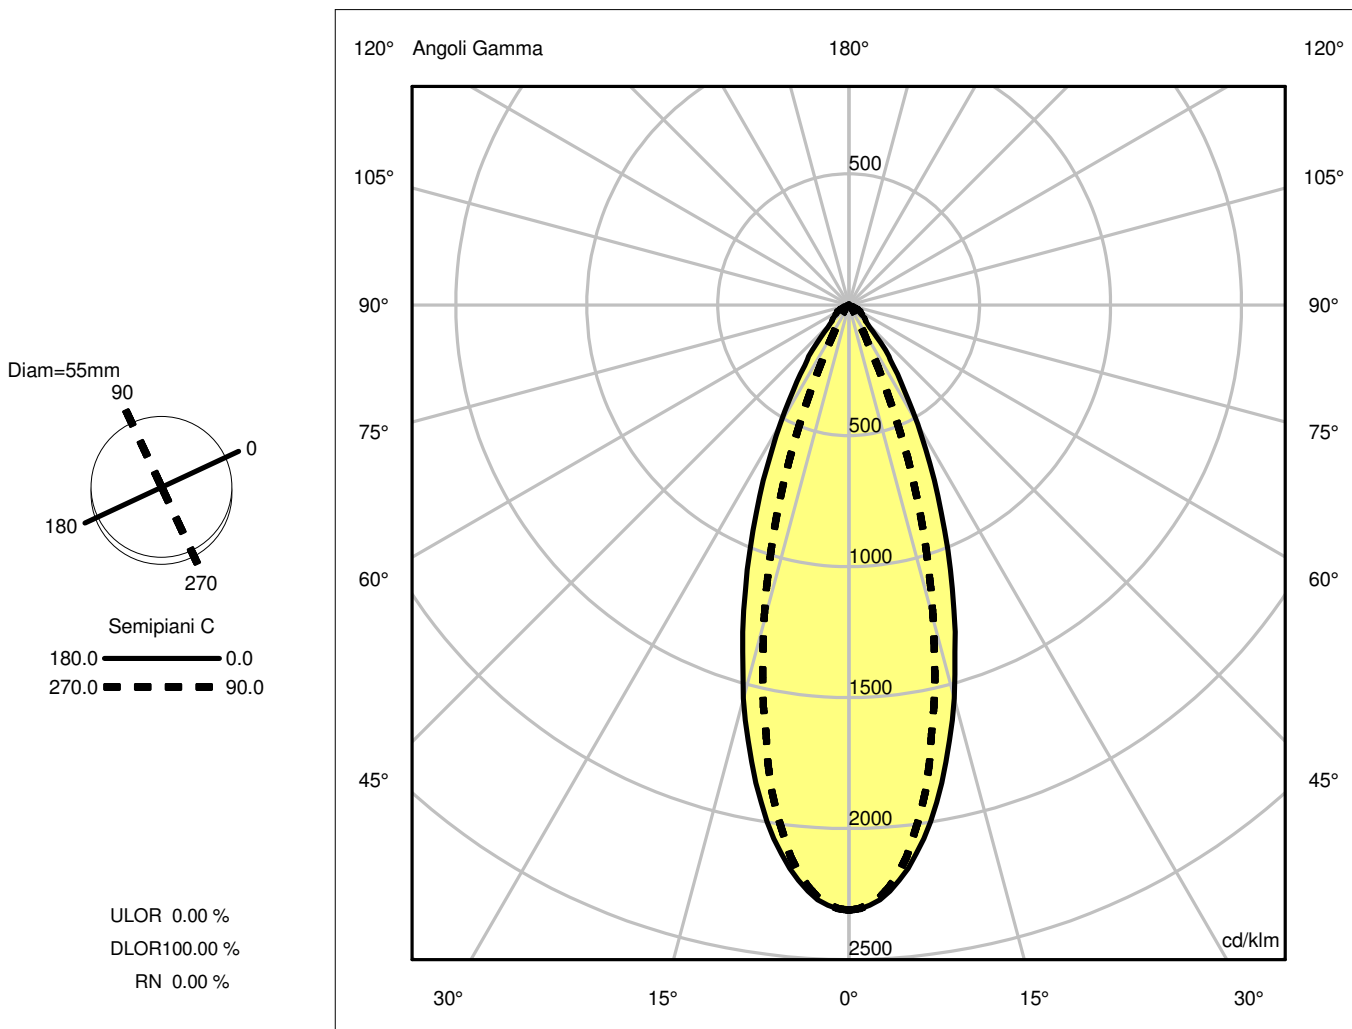 120° Angoli Gamma 180° 120°
105° 105°
90° 90°
75° 75°
60° 60°
45° 45°
30° 15° 0° 15° 30°
500
500
1000
1500
2000
2500
cd/klm
Diam=55mm
90
0
180
270
Semipiani C
180.0 0.0
270.0 90.0
ULOR 0.00 %
DLOR100.00 %
RN 0.00 %